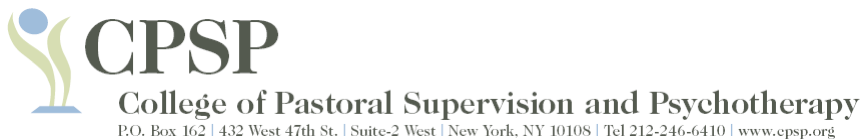 CPSP
College of Pastoral Supervision and Psychotherapy
P.O. Box 162 | 432 West 47th St. | Suite-2 West | New York, NY 10108 | Tel 212-246-6410 | www.cpsp.org